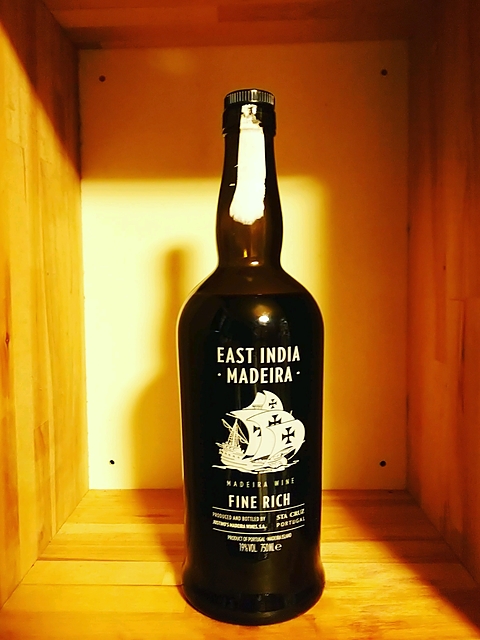 EAST INDIA
· MADEIRA ·
MADEIRA WINE
FINE RICH
PRODUCED AND BOTTLED BY
JUSTINO'S MADEIRA WINES, S.A.
STA CRUZ
PORTUGAL
PRODUCT OF PORTUGAL · MADEIRA ISLAND
19%VOL 750ML e